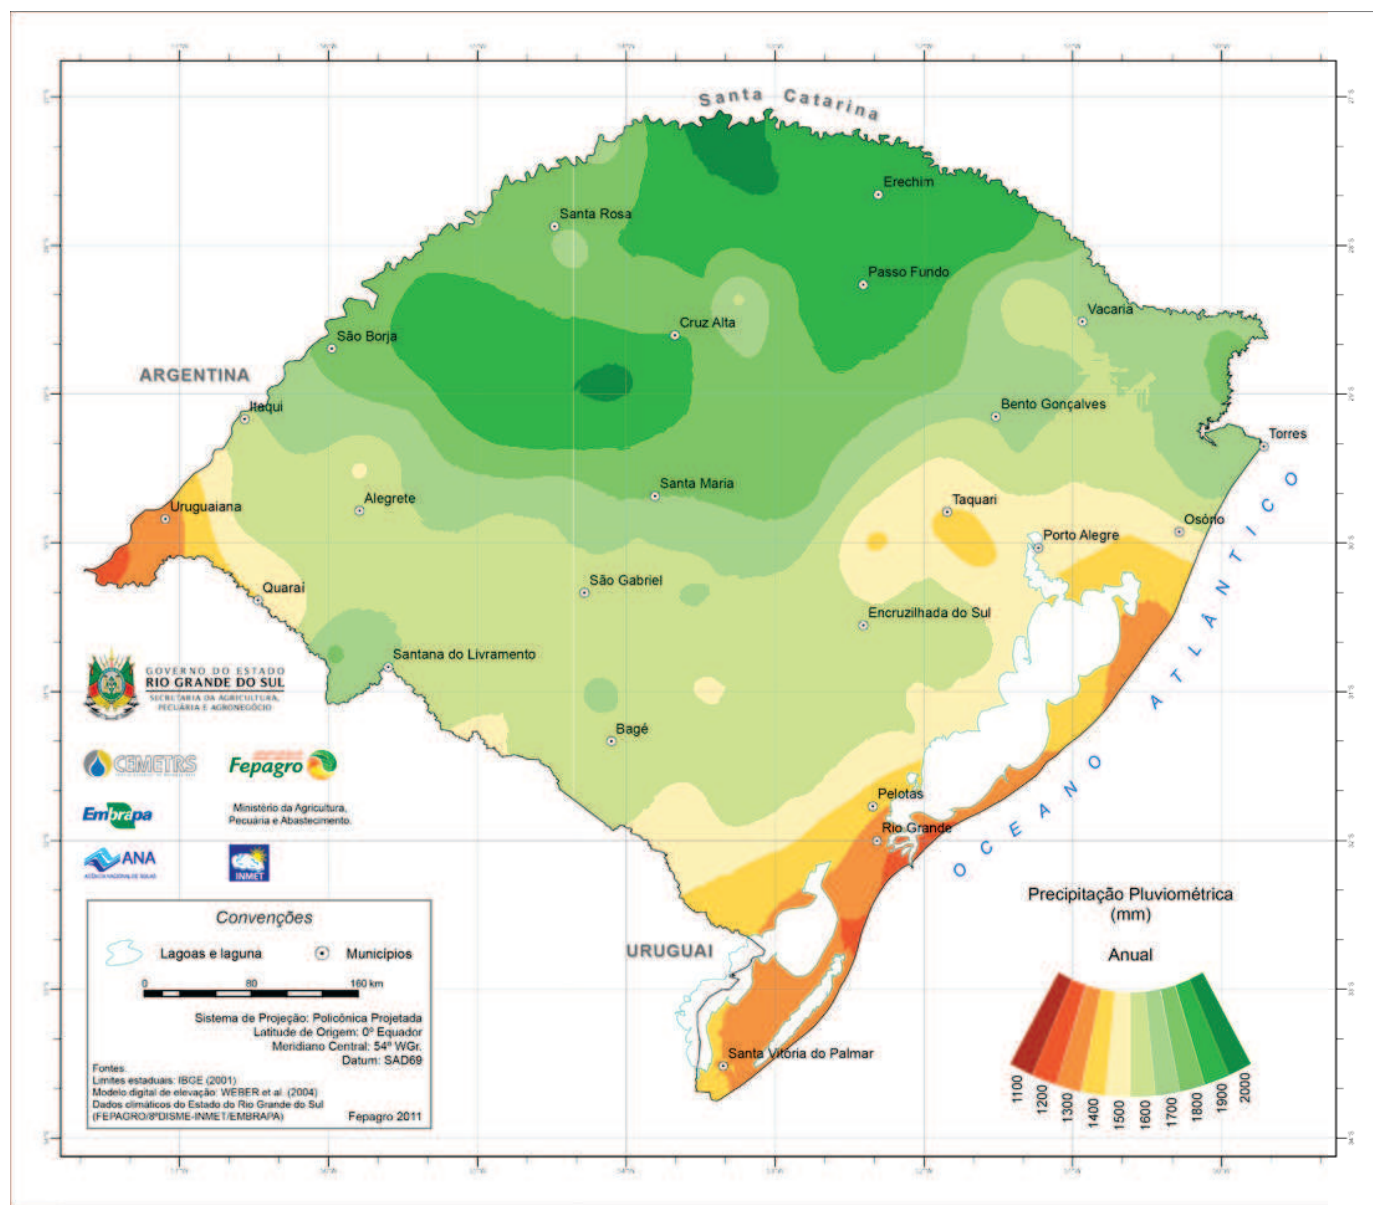 Santa Catarina
Erechim
Santa Rosa
Passo Fundo
Vacaria
Cruz Alta
São Borja
ARGENTINA
Itaqui
Bento Gonçalves
Torres
Santa Maria
Alegrete
Uruguaiana
Taquari
Osório
Porto Alegre
São Gabriel
Quaraí
Encruzilhada do Sul
Santana do Livramento
OCEANO ATLÂNTICO
Bagé
Pelotas
Rio Grande
URUGUAI
Santa Vitória do Palmar
GOVERNO DO ESTADO
RIO GRANDE DO SUL
SECRETARIA DA AGRICULTURA,
PECUÁRIA E AGRONEGÓCIO
CEMETRS
Fepagro
Embrapa
Ministério da Agricultura,
Pecuária e Abastecimento.
ANA
AGÊNCIA NACIONAL DE ÁGUAS
INMET
Convenções
Lagoas e laguna
Municípios
0 80 160 km
Sistema de Projeção: Policônica Projetada
Latitude de Origem: 0º Equador
Meridiano Central: 54º WGr.
Datum: SAD69
Fontes:
Limites estaduais: IBGE (2001)
Modelo digital de elevação: WEBER et al. (2004)
Dados climáticos do Estado do Rio Grande do Sul
(FEPAGRO/8ºDISME-INMET/EMBRAPA)
Fepagro 2011
Precipitação Pluviométrica
(mm)
Anual
1100
1200
1300
1400
1500
1600
1700
1800
1900
2000